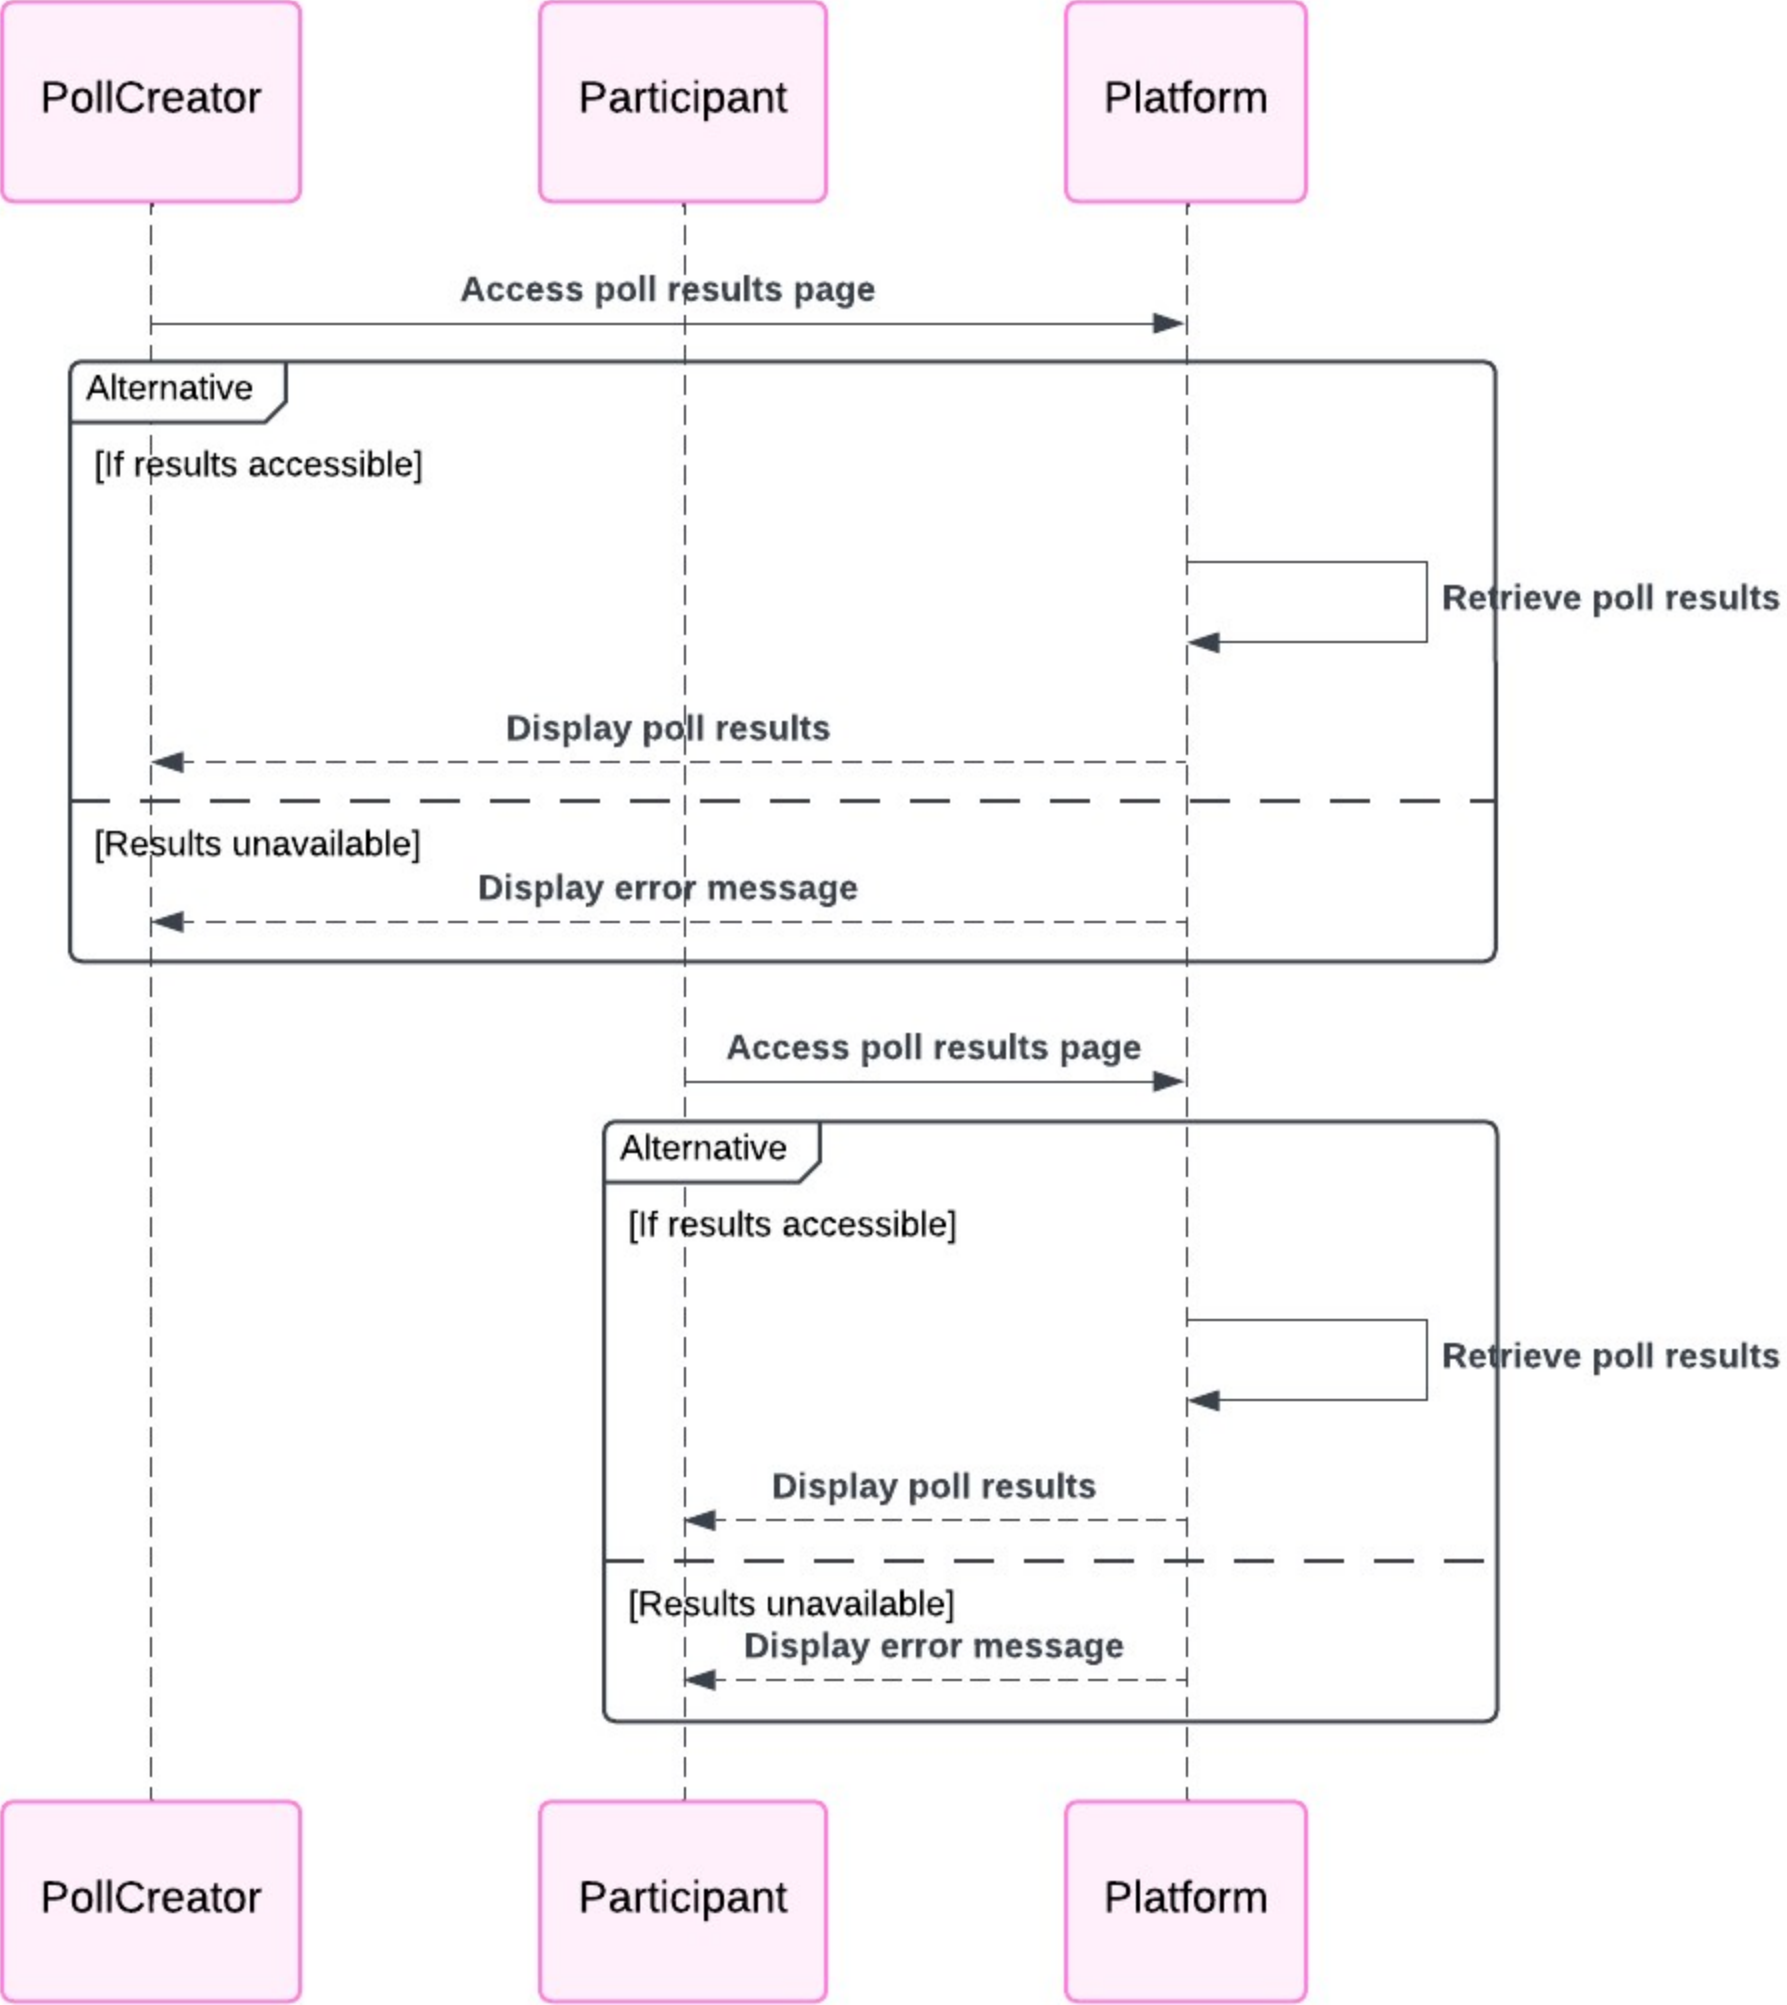 PollCreator
Participant
Platform
Access poll results page
Alternative
[If results accessible]
Retrieve poll results
Display poll results
[Results unavailable]
Display error message
Access poll results page
Alternative
[If results accessible]
Retrieve poll results
Display poll results
[Results unavailable]
Display error message
PollCreator
Participant
Platform